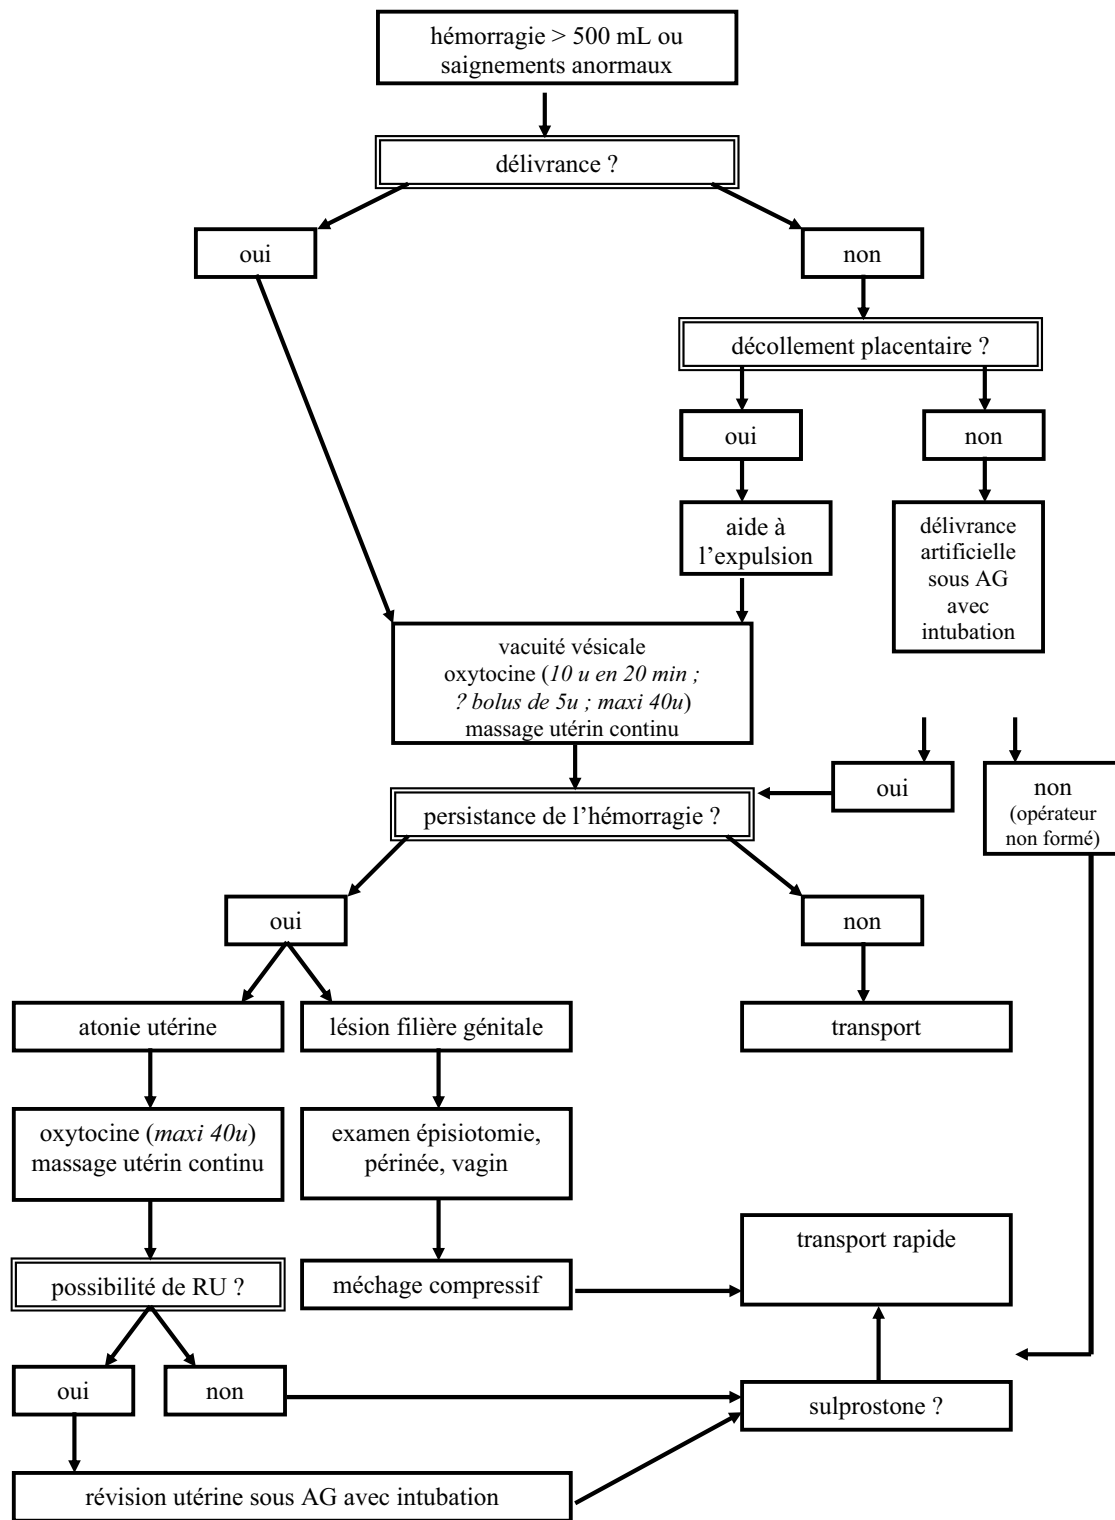 hémorragie > 500 mL ou
saignements anormaux
délivrance ?
oui
non
décollement placentaire ?
oui
non
aide à
l’expulsion
délivrance
artificielle
sous AG
avec
intubation
vacuité vésicale
oxytocine (10 u en 20 min ;
? bolus de 5u ; maxi 40u)
massage utérin continu
oui
non
(opérateur
non formé)
persistance de l’hémorragie ?
oui
non
atonie utérine
lésion filière génitale
transport
oxytocine (maxi 40u)
massage utérin continu
examen épisiotomie,
périnée, vagin
transport rapide
possibilité de RU ?
méchage compressif
oui
non
sulprostone ?
révision utérine sous AG avec intubation